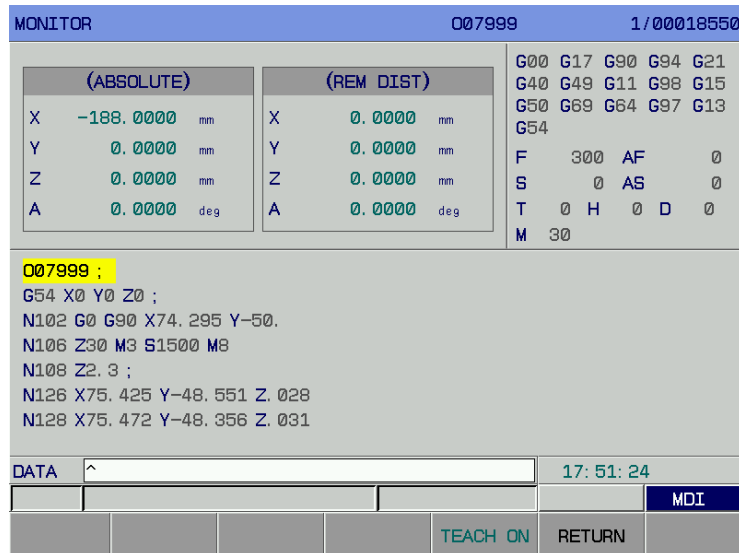 MONITOR O07999 1/00018550
(ABSOLUTE)
X -188.0000 mm
Y 0.0000 mm
Z 0.0000 mm
A 0.0000 deg
(REM DIST)
X 0.0000 mm
Y 0.0000 mm
Z 0.0000 mm
A 0.0000 deg
G00 G17 G90 G94 G21
G40 G49 G11 G98 G15
G50 G69 G64 G97 G13
G54
F 300 AF 0
S 0 AS 0
T 0 H 0 D 0
M 30
O07999 ;
G54 X0 Y0 Z0 ;
N102 G0 G90 X74.295 Y-50.
N106 Z30 M3 S1500 M8
N108 Z2.3 ;
N126 X75.425 Y-48.551 Z.028
N128 X75.472 Y-48.356 Z.031
DATA ^ 17:51:24
MDI
TEACH ON RETURN